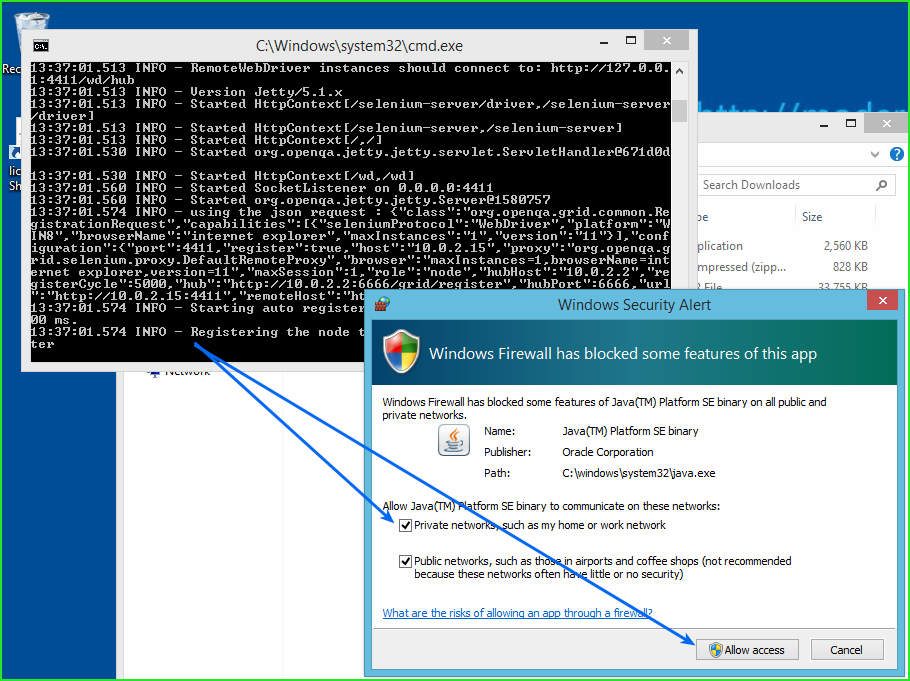 Rec
C:\Windows\system32\cmd.exe
13:37:01.513 INFO - RemoteWebDriver instances should connect to: http://127.0.0.
1:4411/wd/hub
13:37:01.513 INFO - Version Jetty/5.1.x
13:37:01.513 INFO - Started HttpContext[/selenium-server/driver,/selenium-server
/driver]
13:37:01.513 INFO - Started HttpContext[/selenium-server,/selenium-server]
13:37:01.513 INFO - Started HttpContext[/,/]
13:37:01.530 INFO - Started org.openqa.jetty.jetty.servlet.ServletHandler@671d0d
13:37:01.530 INFO - Started HttpContext[/wd,/wd]
13:37:01.560 INFO - Started SocketListener on 0.0.0.0:4411
13:37:01.560 INFO - Started org.openqa.jetty.jetty.Server@1580757
13:37:01.574 INFO - using the json request : {"class":"org.openqa.grid.common.Re
gistrationRequest","capabilities":[{"seleniumProtocol":"WebDriver","platform":"W
IN8","browserName":"internet explorer","maxInstances":"1","version":"11"}],"conf
iguration":{"port":4411,"register":true,"host":"10.0.2.15","proxy":"org.openqa.g
rid.selenium.proxy.DefaultRemoteProxy","browser":"maxInstances=1,browserName=int
ernet explorer,version=11","maxSession":1,"role":"node","hubHost":"10.0.2.2","re
gisterCycle":5000,"hub":"http://10.0.2.2:6666/grid/register","hubPort":6666,"url
":"http://10.0.2.15:4411","remoteHost":"ht
13:37:01.574 INFO - Starting auto register
00 ms.
13:37:01.574 INFO - Registering the node t
ter
lic
Sh
Network
Search Downloads
pe
Size
plication
2,560 KB
mpressed (zipp...
828 KB
File
33,755 KB
Windows Security Alert
Windows Firewall has blocked some features of this app
Windows Firewall has blocked some features of Java(TM) Platform SE binary on all public and
private networks.
Name: Java(TM) Platform SE binary
Publisher: Oracle Corporation
Path: C:\windows\system32\java.exe
Allow Java(TM) Platform SE binary to communicate on these networks:
Private networks, such as my home or work network
Public networks, such as those in airports and coffee shops (not recommended
because these networks often have little or no security)
What are the risks of allowing an app through a firewall?
Allow access
Cancel